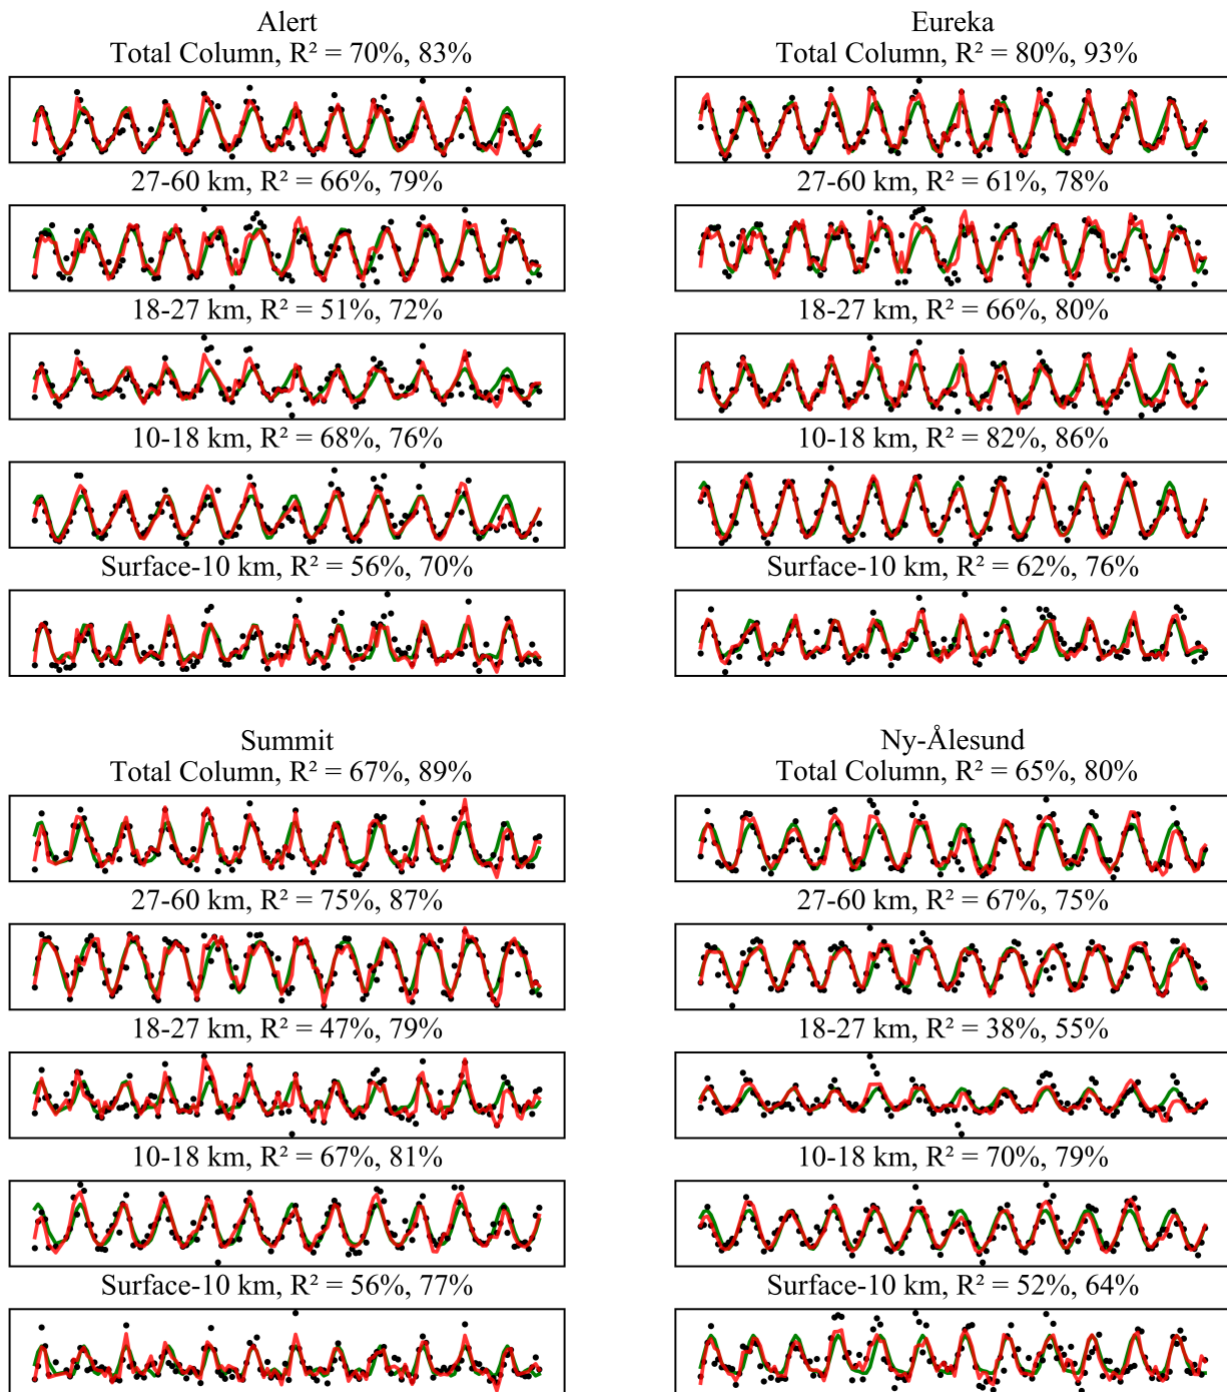 Alert
Total Column, R² = 70%, 83%
27-60 km, R² = 66%, 79%
18-27 km, R² = 51%, 72%
10-18 km, R² = 68%, 76%
Surface-10 km, R² = 56%, 70%
Eureka
Total Column, R² = 80%, 93%
27-60 km, R² = 61%, 78%
18-27 km, R² = 66%, 80%
10-18 km, R² = 82%, 86%
Surface-10 km, R² = 62%, 76%
Summit
Total Column, R² = 67%, 89%
27-60 km, R² = 75%, 87%
18-27 km, R² = 47%, 79%
10-18 km, R² = 67%, 81%
Surface-10 km, R² = 56%, 77%
Ny-Ålesund
Total Column, R² = 65%, 80%
27-60 km, R² = 67%, 75%
18-27 km, R² = 38%, 55%
10-18 km, R² = 70%, 79%
Surface-10 km, R² = 52%, 64%